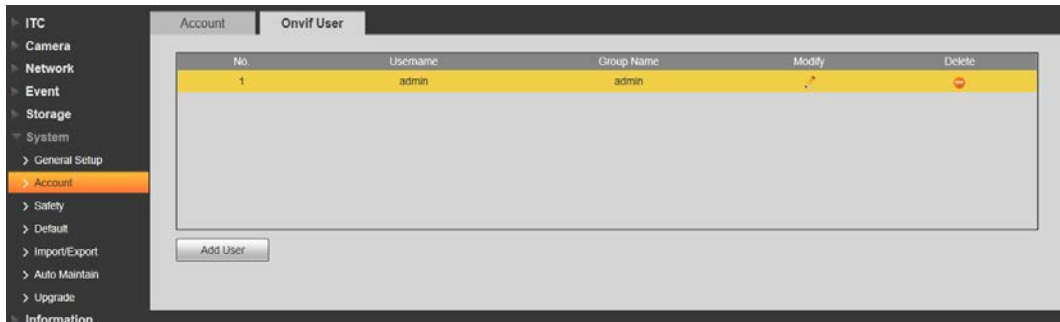 ITC
Camera
Network
Event
Storage
System
General Setup
Account
Safety
Default
Import/Export
Auto Maintain
Upgrade
Information
Account Onvif User
No. Username Group Name Modify Delete
1 admin admin
Add User